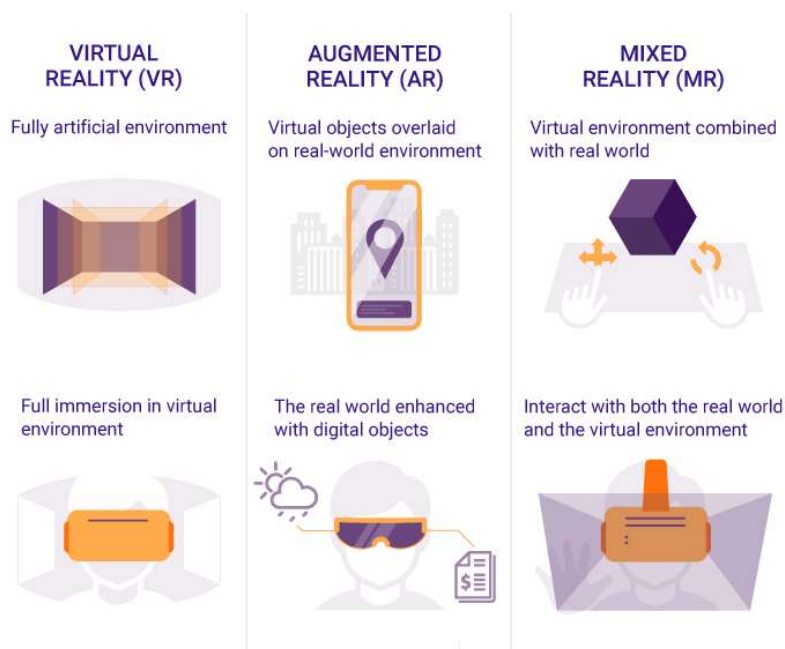 VIRTUAL
REALITY (VR)
Fully artificial environment
Full immersion in virtual
environment
AUGMENTED
REALITY (AR)
Virtual objects overlaid
on real-world environment
The real world enhanced
with digital objects
$
MIXED
REALITY (MR)
Virtual environment combined
with real world
Interact with both the real world
and the virtual environment